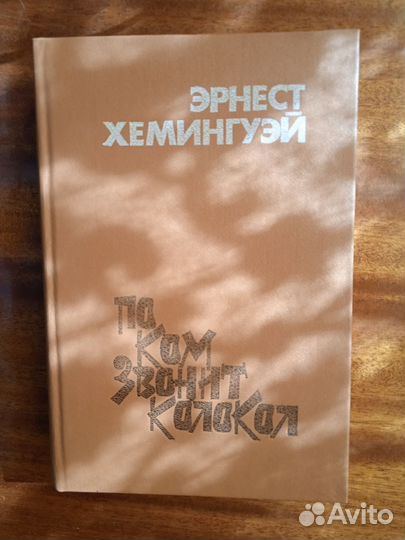 ЭРНЕСТ
ХЕМИНГУЭЙ
По
Ком
Звонит
Колокол
Avito